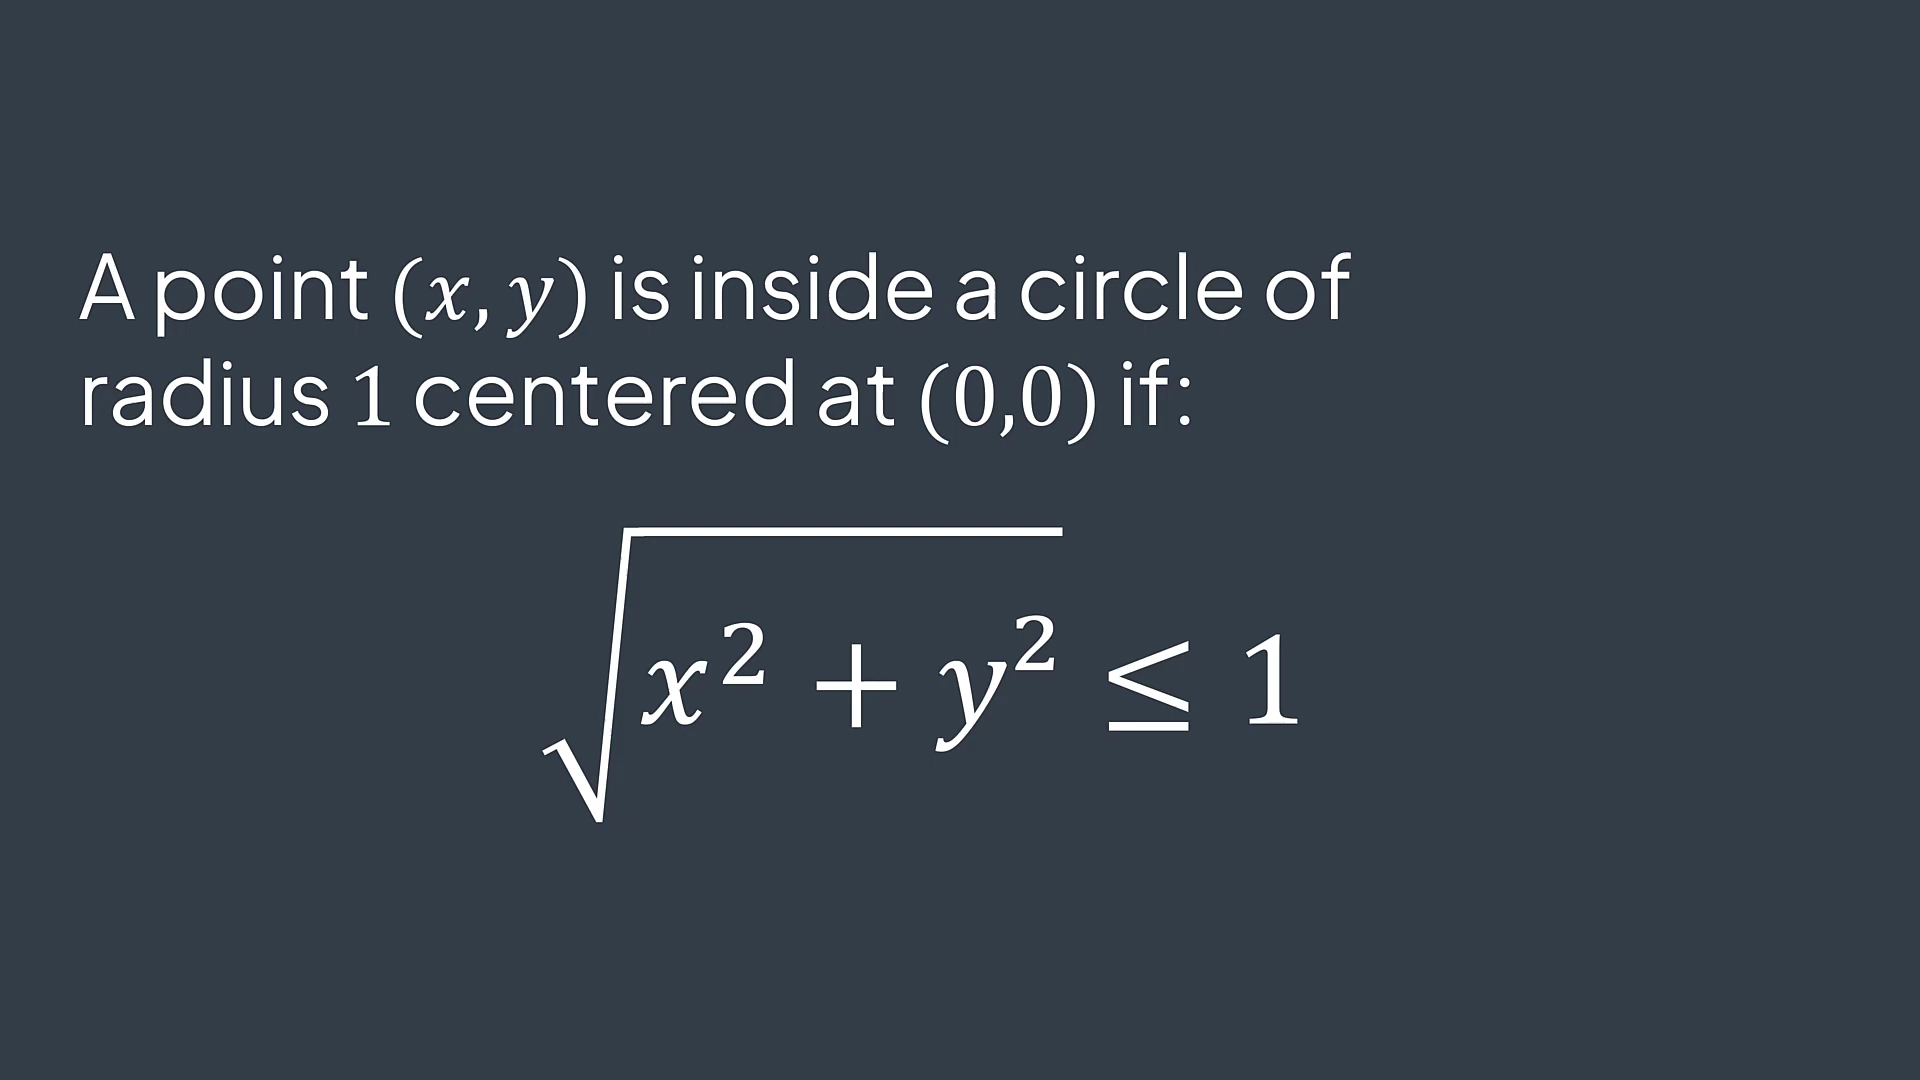 A point (x, y) is inside a circle of
radius 1 centered at (0,0) if:
√(x² + y²) ≤ 1